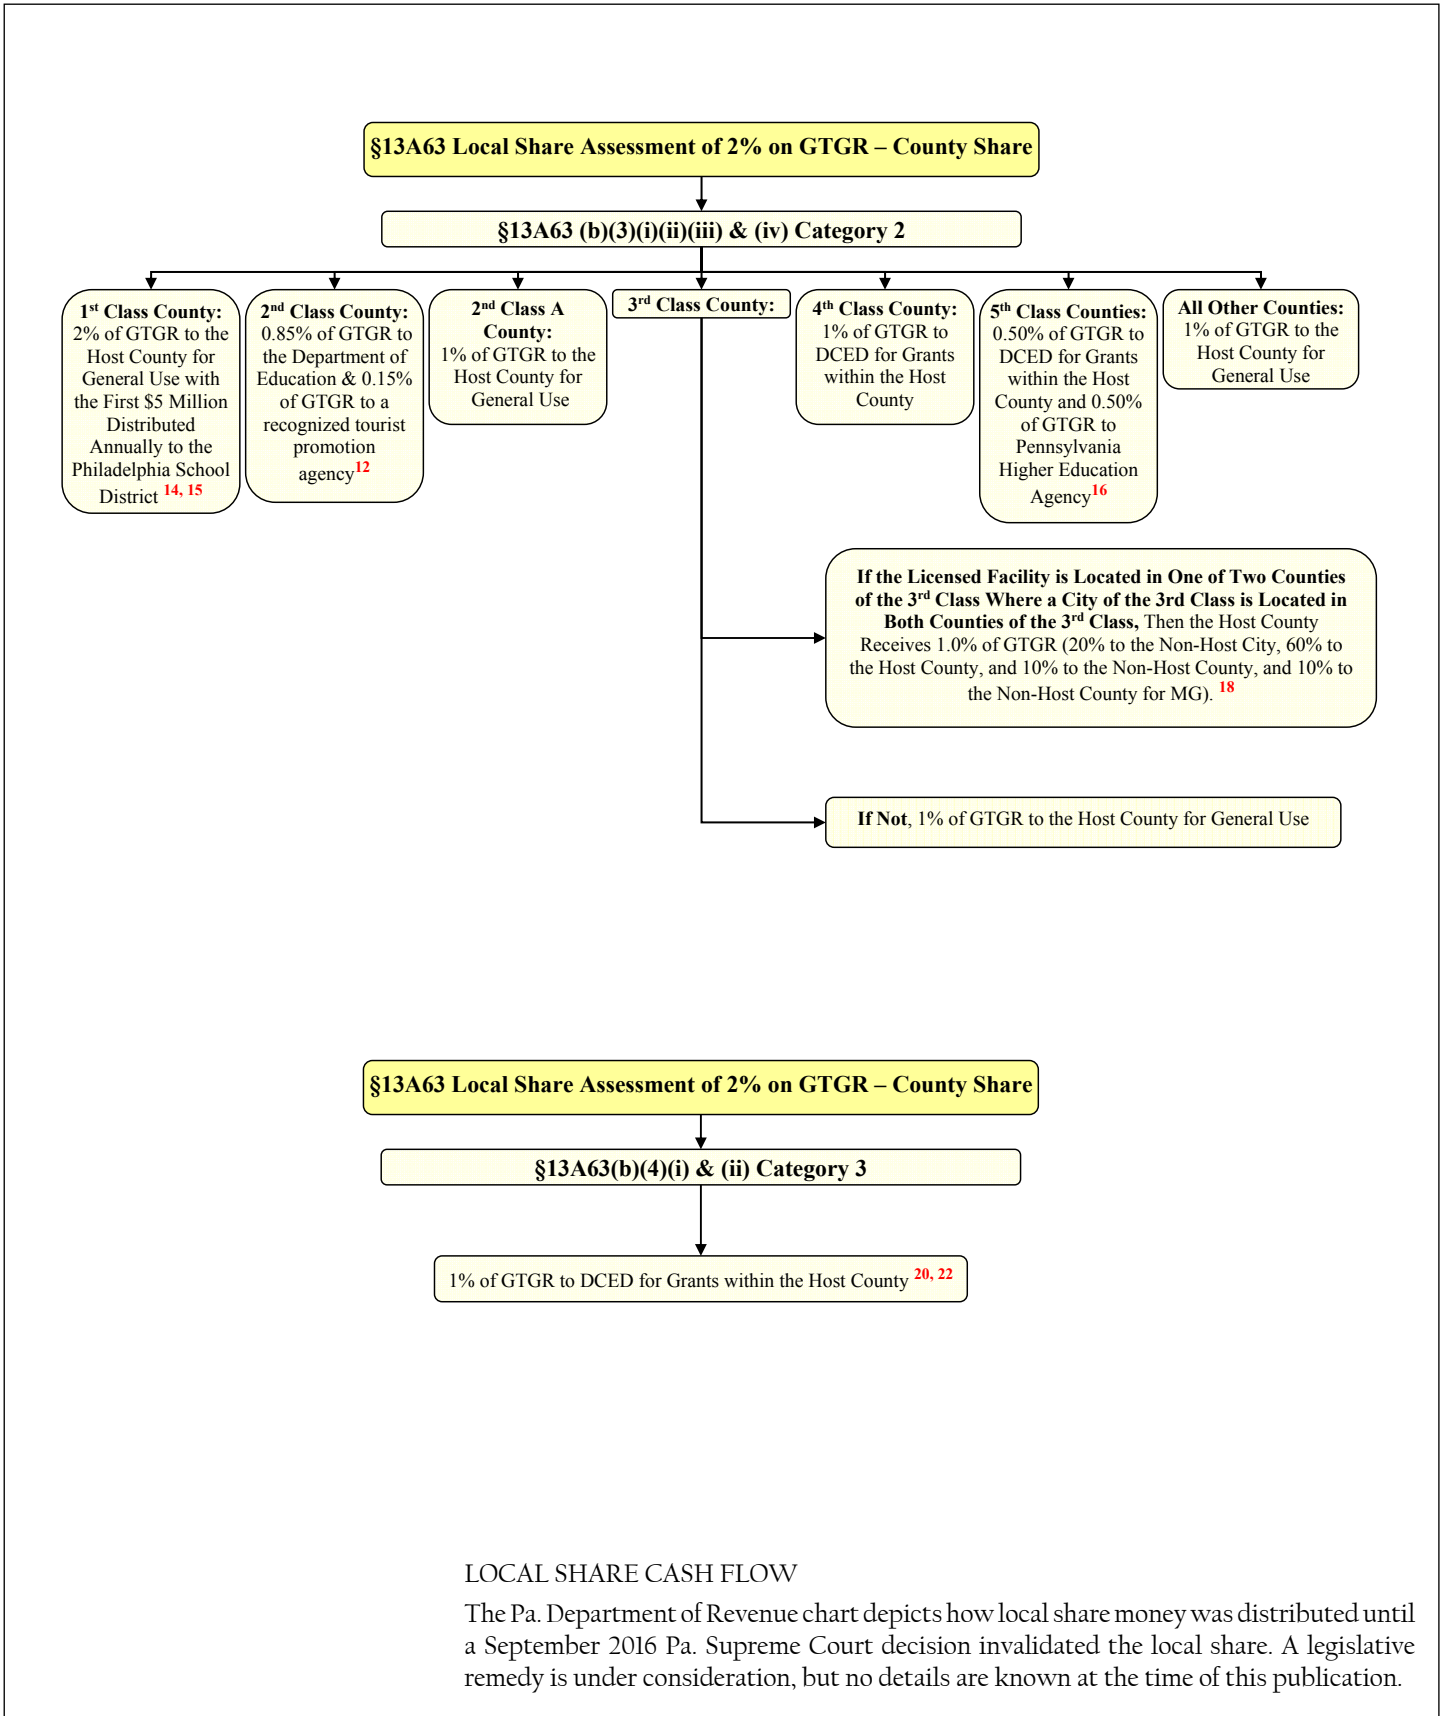 §13A63 Local Share Assessment of 2% on GTGR – County Share
§13A63 (b)(3)(i)(ii)(iii) & (iv) Category 2
1st Class County:
2% of GTGR to the
Host County for
General Use with
the First $5 Million
Distributed
Annually to the
Philadelphia School
District 14, 15
2nd Class County:
0.85% of GTGR to
the Department of
Education & 0.15%
of GTGR to a
recognized tourist
promotion
agency12
2nd Class A
County:
1% of GTGR to the
Host County for
General Use
3rd Class County:
4th Class County:
1% of GTGR to
DCED for Grants
within the Host
County
5th Class Counties:
0.50% of GTGR to
DCED for Grants
within the Host
County and 0.50%
of GTGR to
Pennsylvania
Higher Education
Agency16
All Other Counties:
1% of GTGR to the
Host County for
General Use
If the Licensed Facility is Located in One of Two Counties
of the 3rd Class Where a City of the 3rd Class is Located in
Both Counties of the 3rd Class, Then the Host County
Receives 1.0% of GTGR (20% to the Non-Host City, 60% to
the Host County, and 10% to the Non-Host County, and 10% to
the Non-Host County for MG). 18
If Not, 1% of GTGR to the Host County for General Use
§13A63 Local Share Assessment of 2% on GTGR – County Share
§13A63(b)(4)(i) & (ii) Category 3
1% of GTGR to DCED for Grants within the Host County 20, 22
LOCAL SHARE CASH FLOW
The Pa. Department of Revenue chart depicts how local share money was distributed until
a September 2016 Pa. Supreme Court decision invalidated the local share. A legislative
remedy is under consideration, but no details are known at the time of this publication.